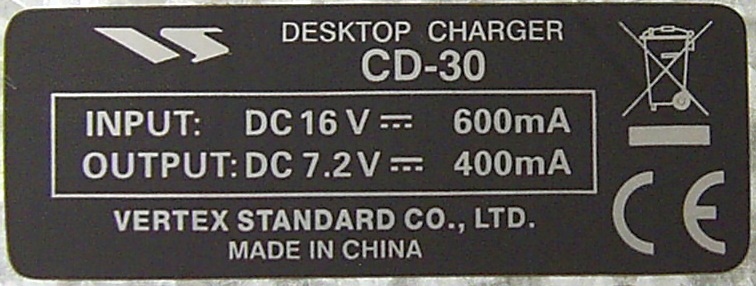 DESKTOP CHARGER
CD-30
INPUT: DC 16 V ⎓ 600mA
OUTPUT: DC 7.2 V ⎓ 400mA
VERTEX STANDARD CO., LTD.
MADE IN CHINA
CE